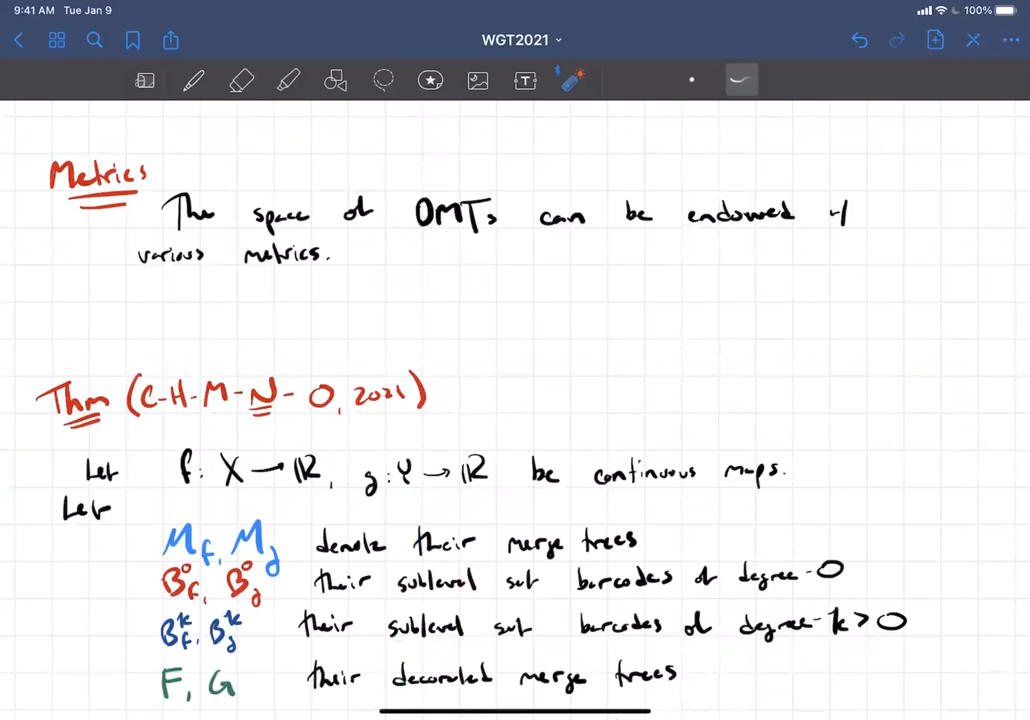 9:41 AM Tue Jan 9
100%
WGT2021
Metrics
The space of DMTs can be endowed w/
various metrics.
Thm (C-H-M-N-O, 2021)
Let f: X → ℝ, g: Y → ℝ be continuous maps.
Let
M_f, M_g denote their merge trees
B⁰_f, B⁰_g their sublevel set barcodes of degree-0
Bᵏ_f, Bᵏ_g their sublevel set barcodes of degree-k>0
F, G their decorated merge trees